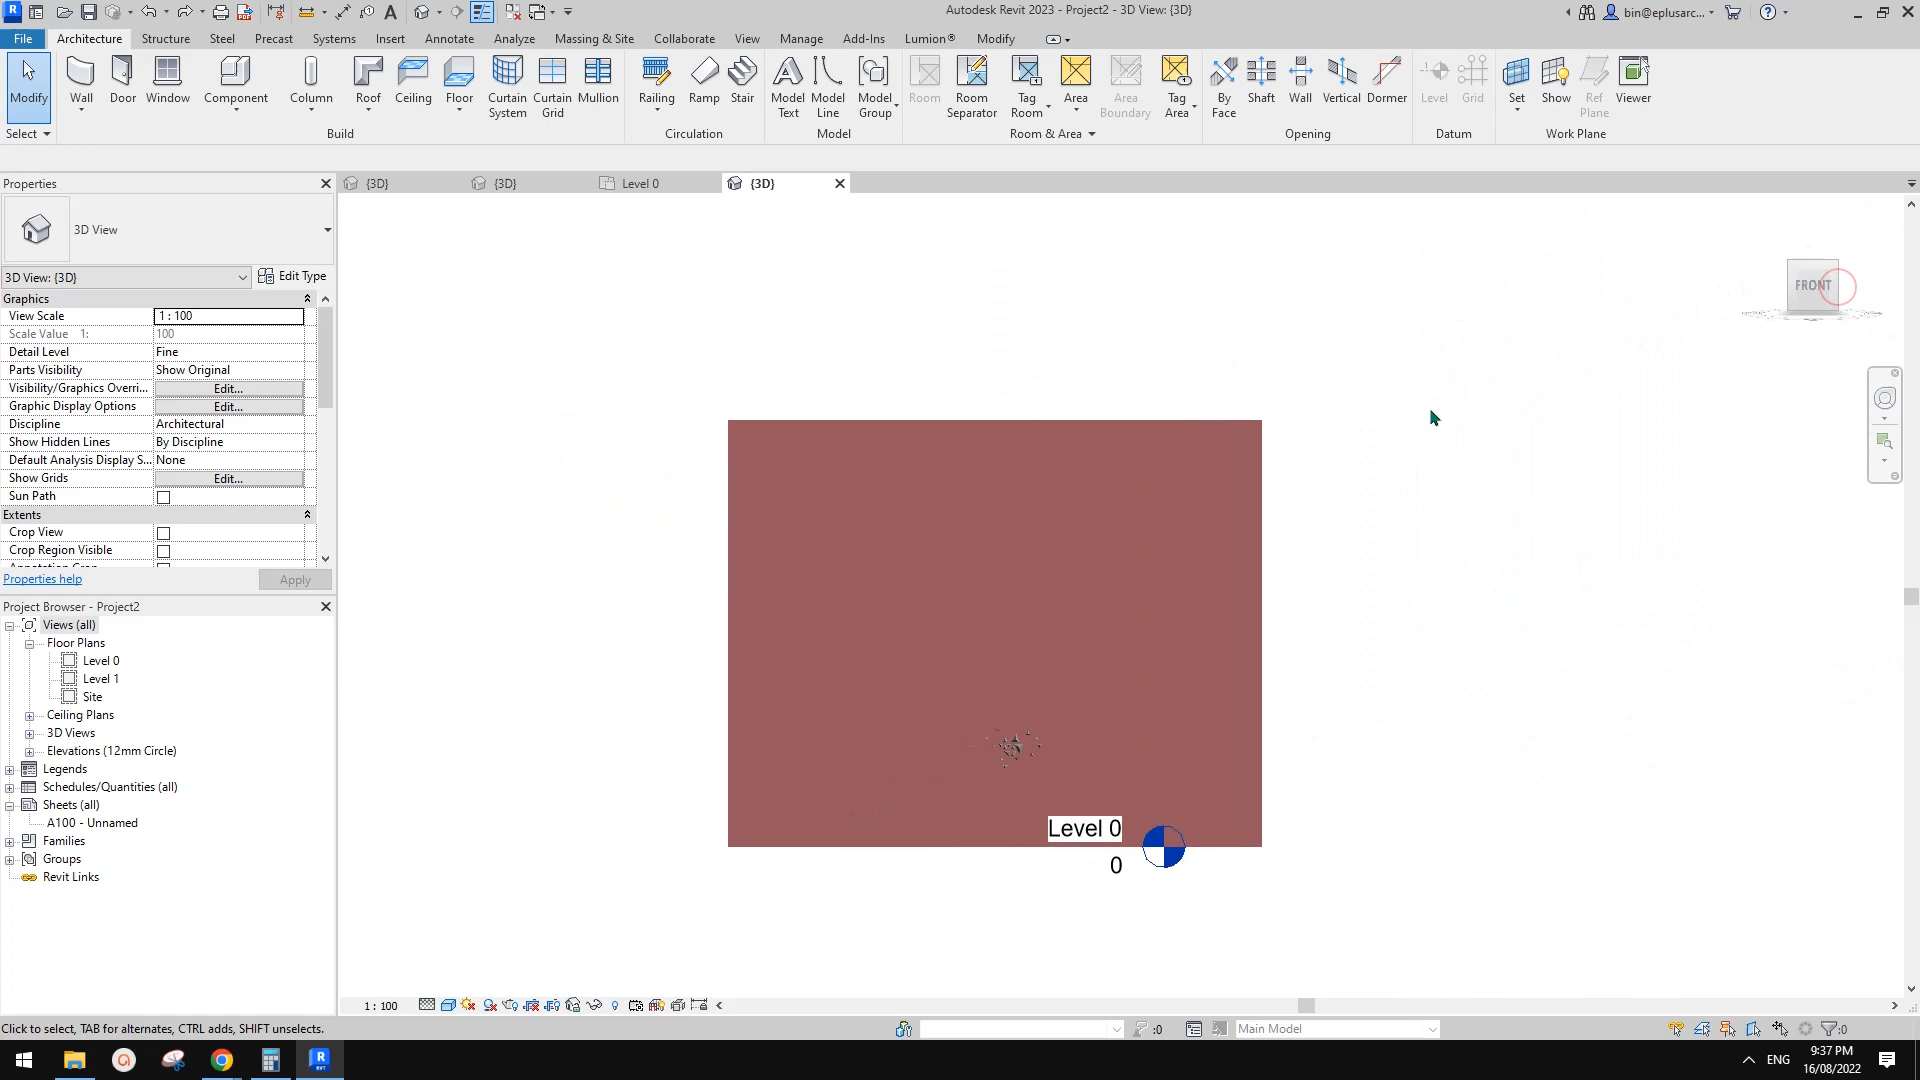 Autodesk Revit 2023 - Project2 - 3D View: {3D}
bin@eplusarc...
File Architecture Structure Steel Precast Systems Insert Annotate Analyze Massing & Site Collaborate View Manage Add-Ins Lumion® Modify
Modify Wall Door Window Component Column Roof Ceiling Floor Curtain System Curtain Grid Mullion Railing Ramp Stair Model Text Model Line Model Group Room Room Separator Tag Room Area Area Boundary Tag Area By Face Shaft Wall Vertical Dormer Level Grid Set Show Ref Plane Viewer
Select Build Circulation Model Room & Area Opening Datum Work Plane
Properties
{3D} {3D} Level 0 {3D}
3D View
3D View: {3D} Edit Type
Graphics
View Scale 1 : 100
Scale Value 1: 100
Detail Level Fine
Parts Visibility Show Original
Visibility/Graphics Overri... Edit...
Graphic Display Options Edit...
Discipline Architectural
Show Hidden Lines By Discipline
Default Analysis Display S... None
Show Grids Edit...
Sun Path
Extents
Crop View
Crop Region Visible
Properties help Apply
Project Browser - Project2
Views (all)
Floor Plans
Level 0
Level 1
Site
Ceiling Plans
3D Views
Elevations (12mm Circle)
Legends
Schedules/Quantities (all)
Sheets (all)
A100 - Unnamed
Families
Groups
Revit Links
FRONT
Level 0
0
1 : 100
Click to select, TAB for alternates, CTRL adds, SHIFT unselects.
:0
Main Model
:0
ENG
9:37 PM
16/08/2022